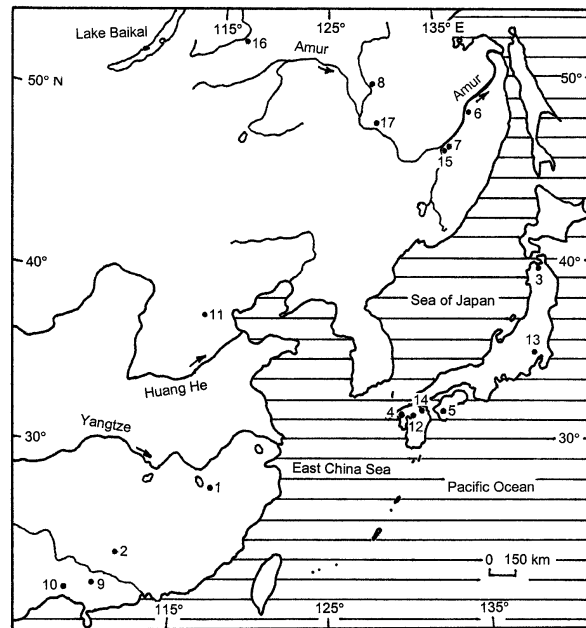 115°
125°
135° E
Lake Baikal
16
Amur
50° N
50°
8
Amur
6
17
7
15
40°
40°
3
Sea of Japan
11
13
Huang He
14
4
5
12
Yangtze
30°
30°
East China Sea
1
Pacific Ocean
2
0 150 km
10
9
115°
125°
135°